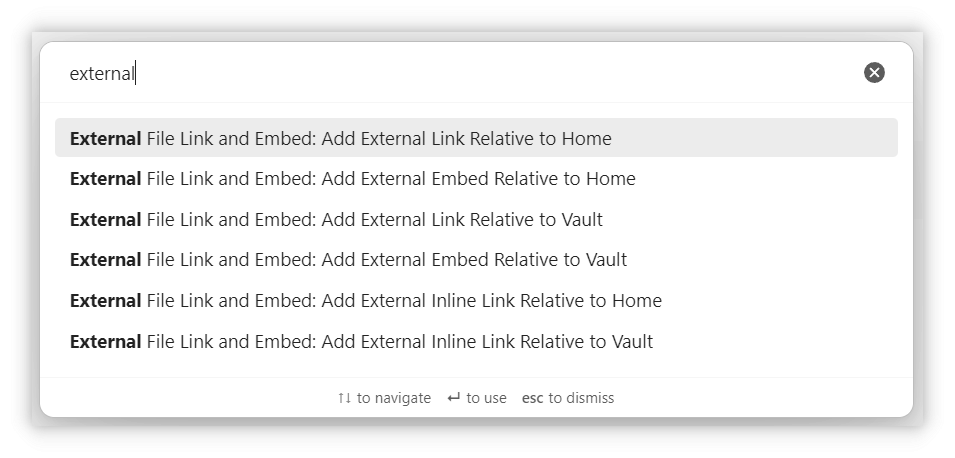 external
External File Link and Embed: Add External Link Relative to Home
External File Link and Embed: Add External Embed Relative to Home
External File Link and Embed: Add External Link Relative to Vault
External File Link and Embed: Add External Embed Relative to Vault
External File Link and Embed: Add External Inline Link Relative to Home
External File Link and Embed: Add External Inline Link Relative to Vault
↑↓ to navigate ↵ to use esc to dismiss